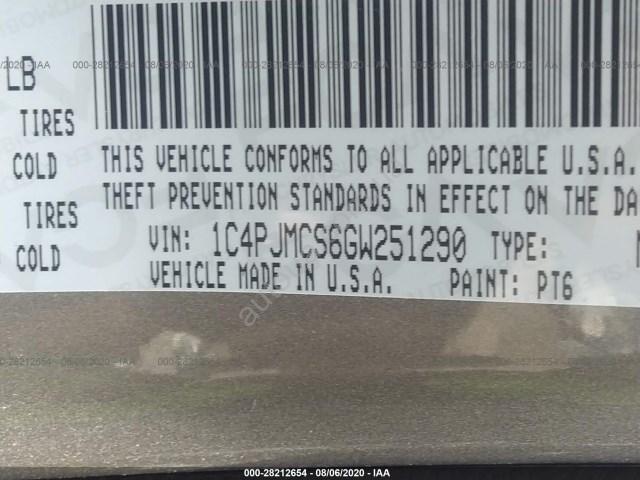 LB
TIRES
COLD
TIRES
COLD
THIS VEHICLE CONFORMS TO ALL APPLICABLE U.S.A.
THEFT PREVENTION STANDARDS IN EFFECT ON THE DA
VIN: 1C4PJMCS6GW251290 TYPE:
VEHICLE MADE IN U.S.A. PAINT: PT6
000-28212654 - 08/06/2020 - IAA